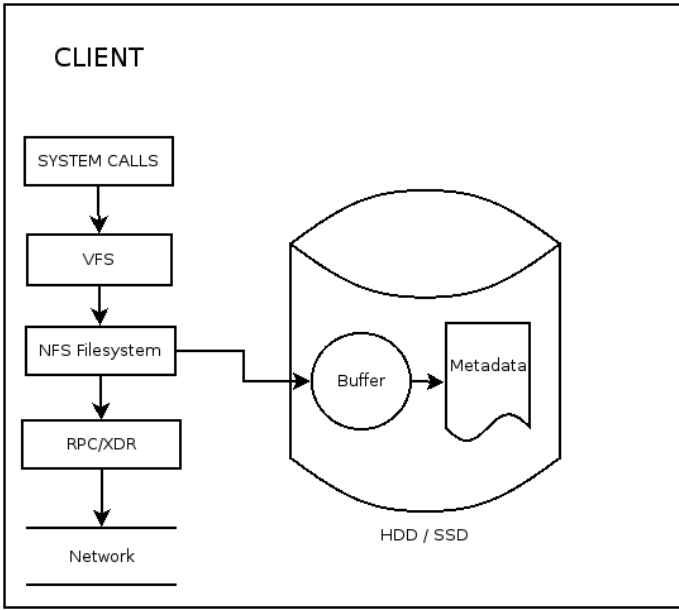 CLIENT
SYSTEM CALLS
VFS
NFS Filesystem
RPC/XDR
Network
Buffer
Metadata
HDD / SSD